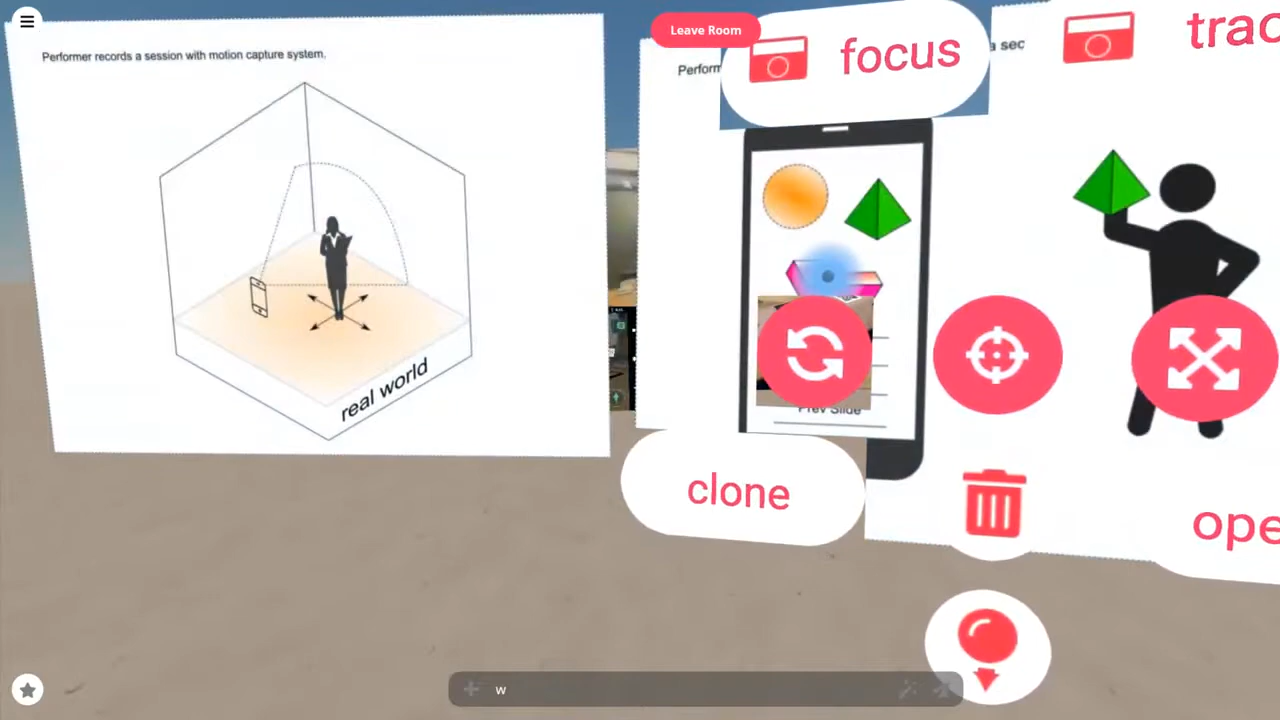 Leave Room
Performer records a session with motion capture system.
real world
Perform
focus
a sec
trac
Prev Slide
clone
ope
w